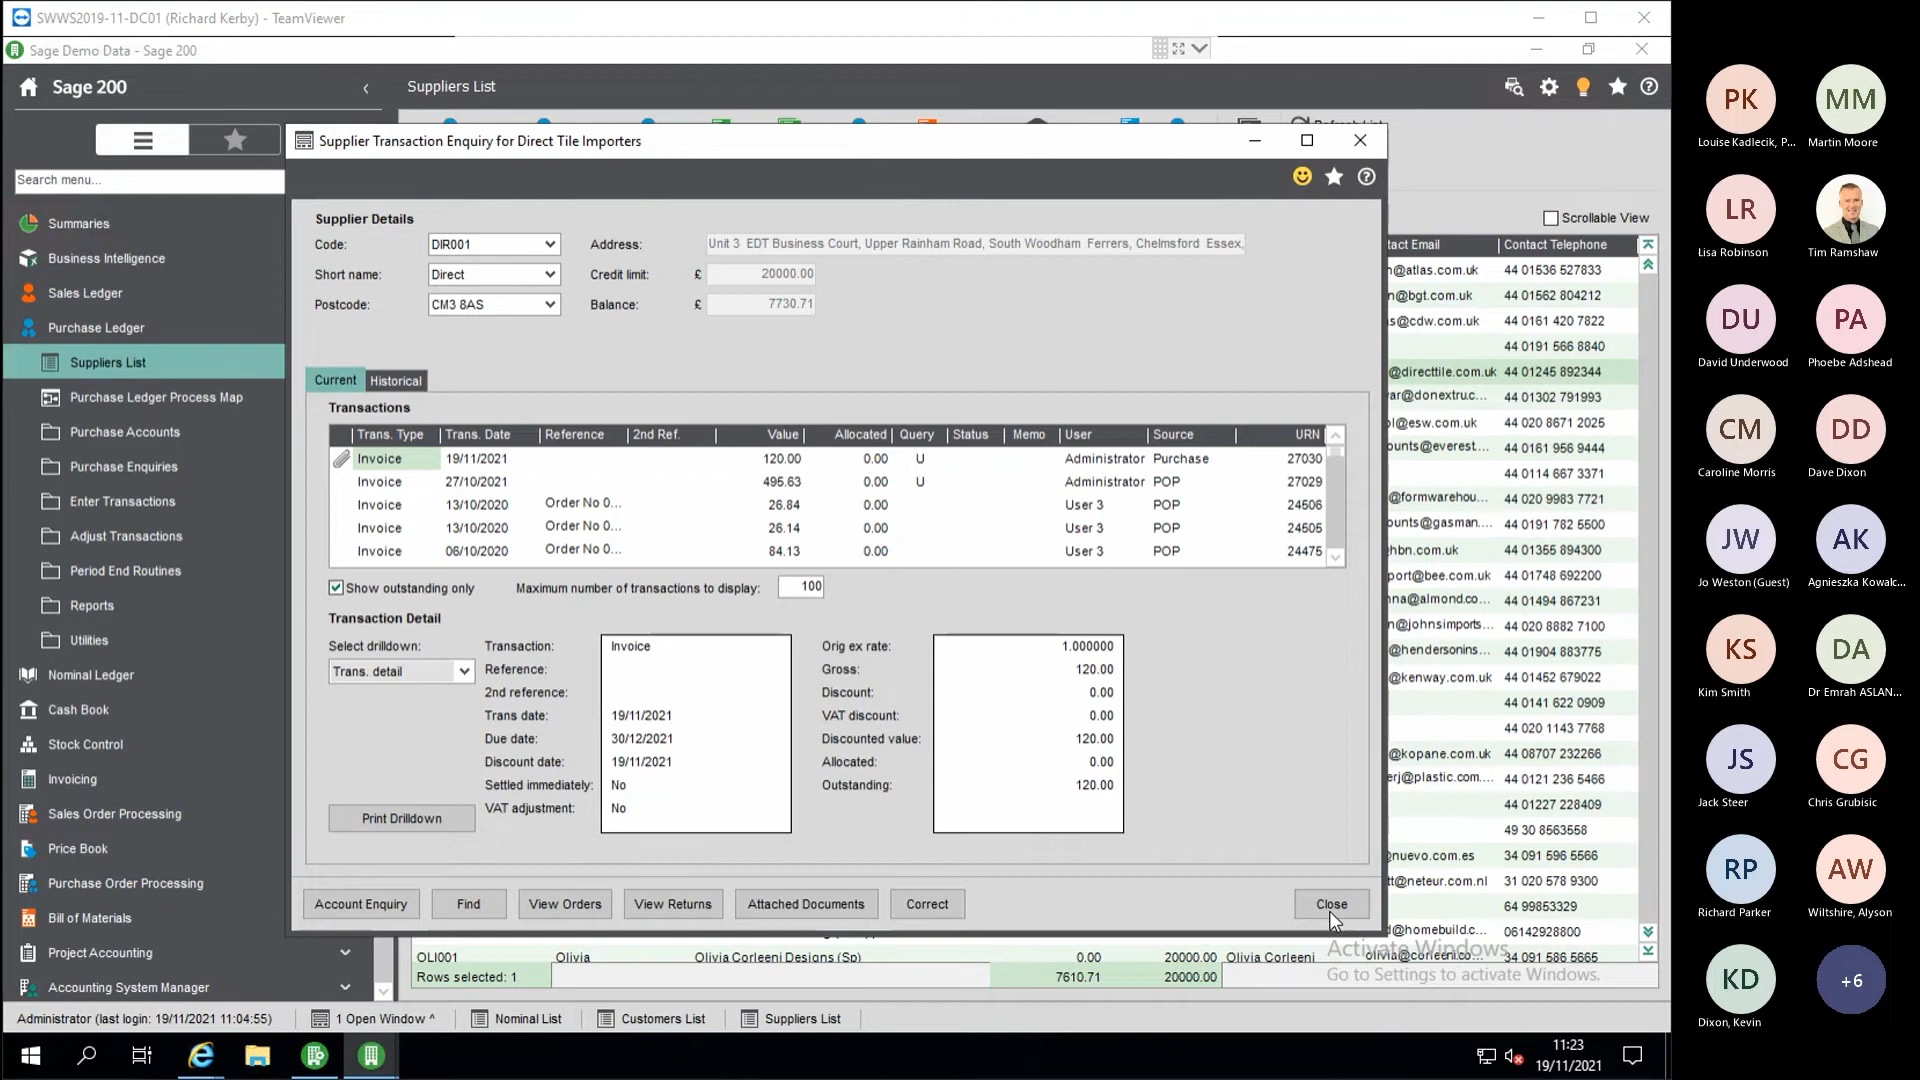 SWWS2019-11-DC01 (Richard Kerby) - TeamViewer
Sage Demo Data - Sage 200
Sage 200
Suppliers List
Search menu...
Summaries
Business Intelligence
Sales Ledger
Purchase Ledger
Suppliers List
Purchase Ledger Process Map
Purchase Accounts
Purchase Enquiries
Enter Transactions
Adjust Transactions
Period End Routines
Reports
Utilities
Nominal Ledger
Cash Book
Stock Control
Invoicing
Sales Order Processing
Price Book
Purchase Order Processing
Bill of Materials
Project Accounting
Accounting System Manager
Supplier Transaction Enquiry for Direct Tile Importers
Supplier Details
Code: DIR001 Address: Unit 3 EDT Business Court, Upper Rainham Road, South Woodham Ferrers, Chelmsford Essex,
Short name: Direct Credit limit: £ 20000.00
Postcode: CM3 8AS Balance: £ 7730.71
Current Historical
Transactions
Trans. Type Trans. Date Reference 2nd Ref. Value Allocated Query Status Memo User Source URN
Invoice 19/11/2021 120.00 0.00 U Administrator Purchase 27030
Invoice 27/10/2021 495.63 0.00 U Administrator POP 27029
Invoice 13/10/2020 Order No 0... 26.84 0.00 User 3 POP 24506
Invoice 13/10/2020 Order No 0... 26.14 0.00 User 3 POP 24505
Invoice 06/10/2020 Order No 0... 84.13 0.00 User 3 POP 24475
Show outstanding only Maximum number of transactions to display: 100
Transaction Detail
Select drilldown:
Trans. detail
Print Drilldown
Transaction: Invoice
Reference:
2nd reference:
Trans date: 19/11/2021
Due date: 30/12/2021
Discount date: 19/11/2021
Settled immediately: No
VAT adjustment: No
Orig ex rate: 1.000000
Gross: 120.00
Discount: 0.00
VAT discount: 0.00
Discounted value: 120.00
Allocated: 0.00
Outstanding: 120.00
Account Enquiry Find View Orders View Returns Attached Documents Correct Close
Scrollable View
tact Email Contact Telephone
n@atlas.com.uk 44 01536 527833
n@bgt.com.uk 44 01562 804212
s@cdw.com.uk 44 0161 420 7822
44 0191 566 8840
@directtile.com.uk 44 01245 892344
var@donextru.c... 44 01302 791993
ol@esw.com.uk 44 020 8671 2025
ounts@everest... 44 0161 956 9444
44 0114 667 3371
@formwarehou... 44 020 9983 7721
ounts@gasman.... 44 0191 782 5500
hbn.co.uk 44 01355 894300
port@bee.com.uk 44 01748 692200
nna@almond.co... 44 01494 867231
n@johnsimports... 44 020 8882 7100
@hendersonins... 44 01904 883775
@kenway.com.uk 44 01452 679022
44 0141 622 0909
44 020 1143 7768
@kopane.com.uk 44 08707 232266
erj@plastic.com.... 44 0121 236 5466
44 01227 228409
49 30 8563558
nuevo.com.es 34 091 596 5566
tt@neteur.com.nl 31 020 578 9300
64 99853329
d@homebuild.c... 06142928800
OLI001 Olivia Olivia Corleeni Designs (Sp) 0.00 20000.00 Olivia Corleeni olivia@corleeni.co... 34 091 586 5665
Rows selected: 1 7610.71 20000.00
Activate Windows
Go to Settings to activate Windows.
Administrator (last login: 19/11/2021 11:04:55) 1 Open Window ^ Nominal List Customers List Suppliers List
11:23
19/11/2021
PK MM
Louise Kadlecik, P... Martin Moore
LR
Lisa Robinson Tim Ramshaw
DU PA
David Underwood Phoebe Adshead
CM DD
Caroline Morris Dave Dixon
JW AK
Jo Weston (Guest) Agnieszka Kowalc...
KS DA
Kim Smith Dr Emrah ASLAN...
JS CG
Jack Steer Chris Grubisic
RP AW
Richard Parker Wiltshire, Alyson
KD +6
Dixon, Kevin